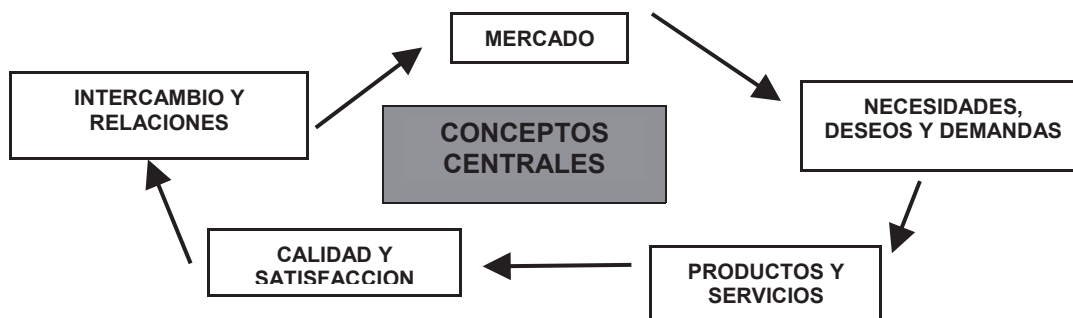 MERCADO
INTERCAMBIO Y
RELACIONES
NECESIDADES,
DESEOS Y DEMANDAS
CONCEPTOS
CENTRALES
CALIDAD Y
SATISFACCION
PRODUCTOS Y
SERVICIOS